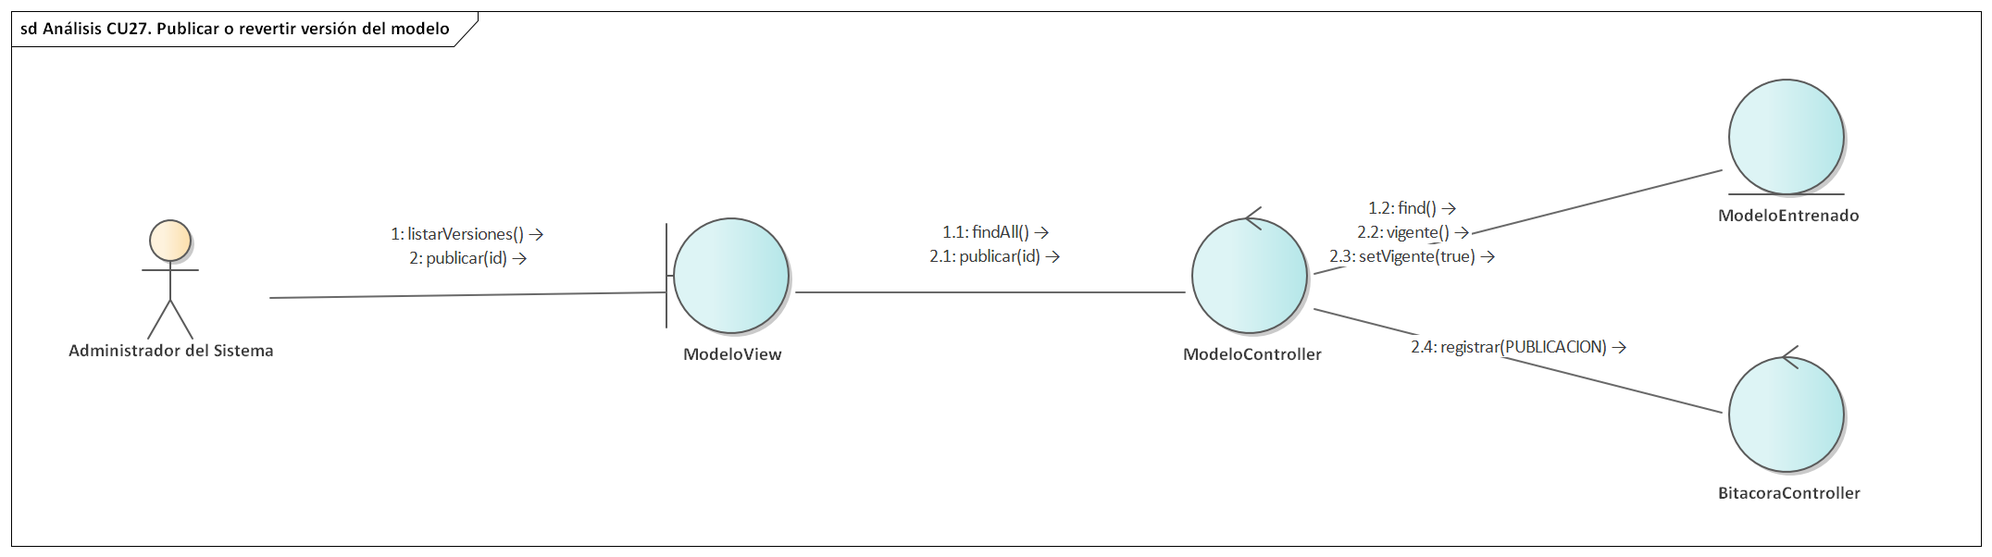 sd Análisis CU27. Publicar o revertir versión del modelo
1: listarVersiones() →
2: publicar(id) →
Administrador del Sistema
ModeloView
1.1: findAll() →
2.1: publicar(id) →
ModeloController
1.2: find() →
2.2: vigente() →
2.3: setVigente(true) →
ModeloEntrenado
2.4: registrar(PUBLICACION) →
BitacoraController